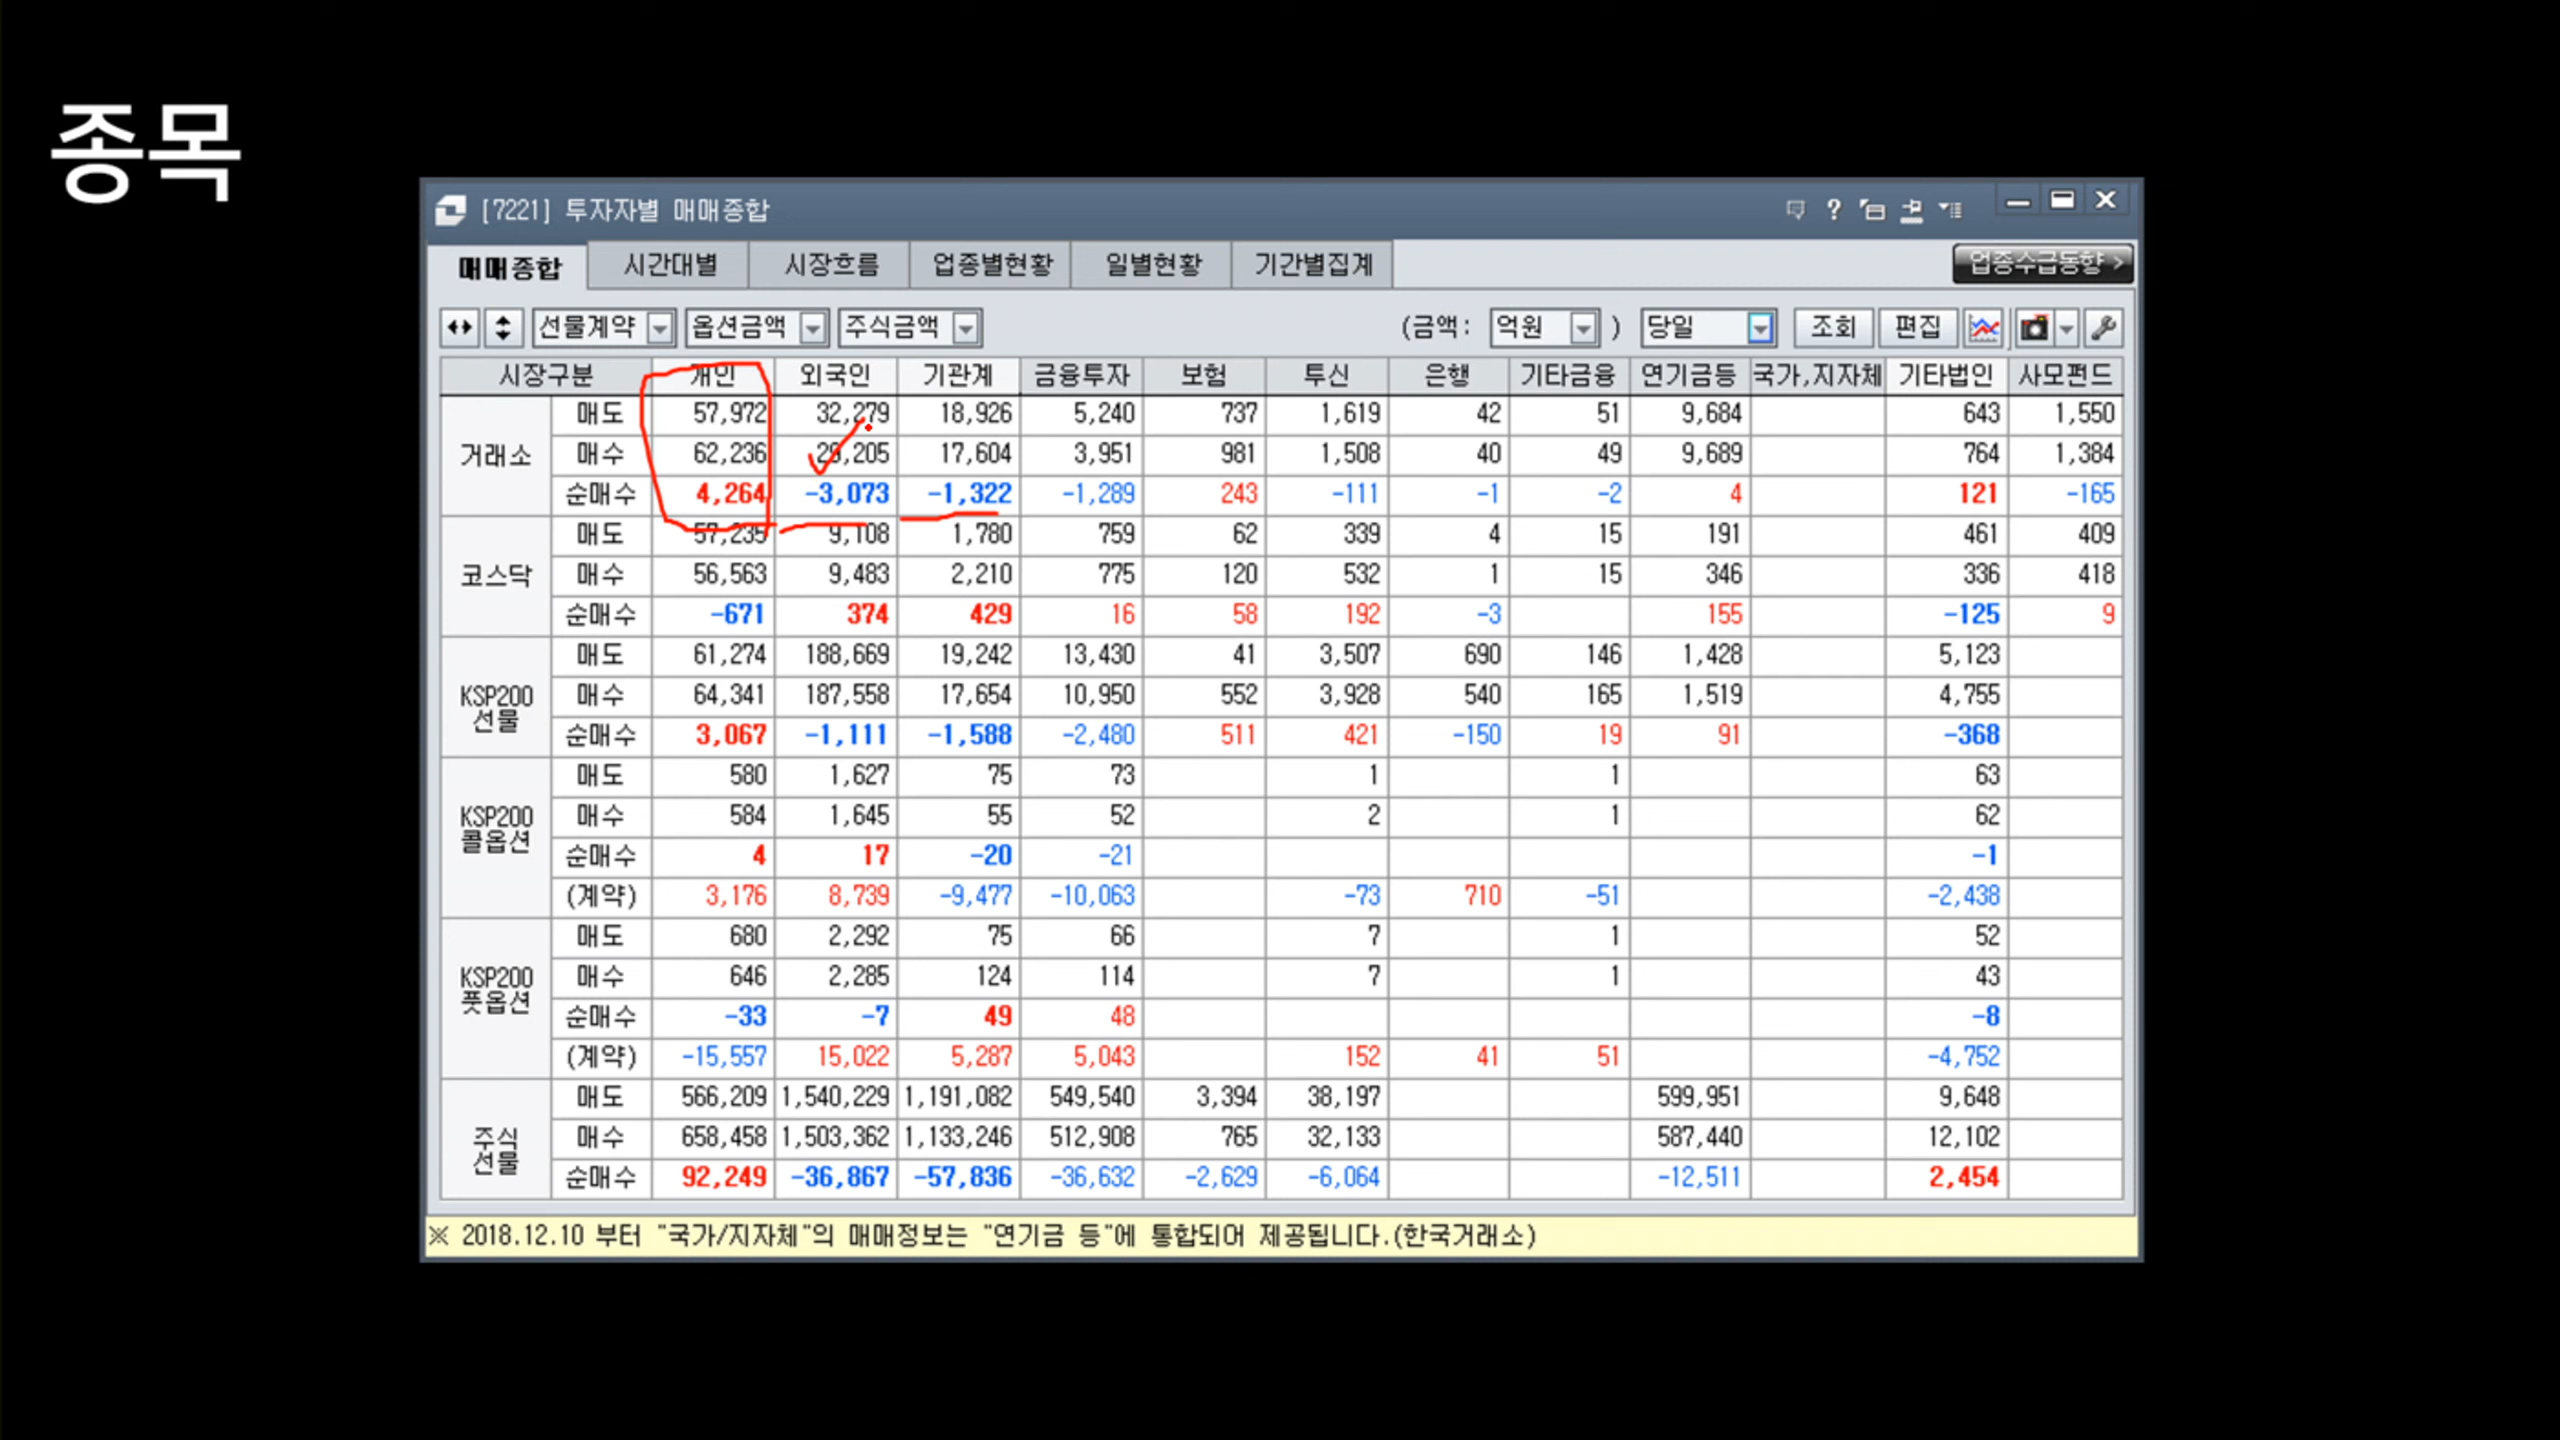 종목
[7221] 투자자별 매매종합
매매종합 시간대별 시장흐름 업종별현황 일별현황 기간별집계 업종수급동향 >
선물계약 옵션금액 주식금액 (금액: 억원 ) 당일 조회 편집
시장구분 개인 외국인 기관계 금융투자 보험 투신 은행 기타금융 연기금등 국가,지자체 기타법인 사모펀드
거래소 매도 57,972 32,279 18,926 5,240 737 1,619 42 51 9,684 643 1,550
매수 62,236 29,205 17,604 3,951 981 1,508 40 49 9,689 764 1,384
순매수 4,264 -3,073 -1,322 -1,289 243 -111 -1 -2 4 121 -165
코스닥 매도 57,235 9,108 1,780 759 62 339 4 15 191 461 409
매수 56,563 9,483 2,210 775 120 532 1 15 346 336 418
순매수 -671 374 429 16 58 192 -3 155 -125 9
KSP200 선물 매도 61,274 188,669 19,242 13,430 41 3,507 690 146 1,428 5,123
매수 64,341 187,558 17,654 10,950 552 3,928 540 165 1,519 4,755
순매수 3,067 -1,111 -1,588 -2,480 511 421 -150 19 91 -368
KSP200 콜옵션 매도 580 1,627 75 73 1 1 63
매수 584 1,645 55 52 2 1 62
순매수 4 17 -20 -21 -1
(계약) 3,176 8,739 -9,477 -10,063 -73 710 -51 -2,438
KSP200 풋옵션 매도 680 2,292 75 66 7 1 52
매수 646 2,285 124 114 7 1 43
순매수 -33 -7 49 48 -8
(계약) -15,557 15,022 5,287 5,043 152 41 51 -4,752
주식 선물 매도 566,209 1,540,229 1,191,082 549,540 3,394 38,197 599,951 9,648
매수 658,458 1,503,362 1,133,246 512,908 765 32,133 587,440 12,102
순매수 92,249 -36,867 -57,836 -36,632 -2,629 -6,064 -12,511 2,454
※ 2018.12.10 부터 "국가/지자체"의 매매정보는 "연기금 등"에 통합되어 제공됩니다.(한국거래소)